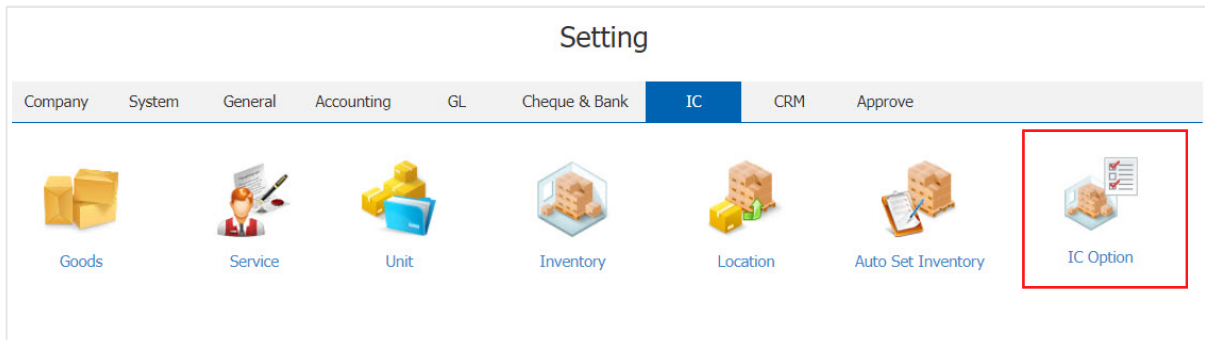 Setting
Company System General Accounting GL Cheque & Bank IC CRM Approve
Goods Service Unit Inventory Location Auto Set Inventory IC Option